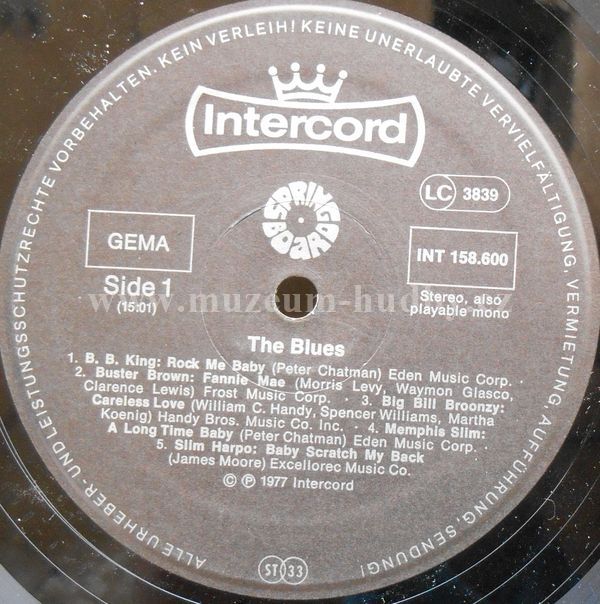 ALLE URHEBER- UND LEISTUNGSSCHUTZRECHTE VORBEHALTEN. KEIN VERLEIH! KEINE UNERLAUBTE VERVIELFÄLTIGUNG, VERMIETUNG, AUFFÜHRUNG, SENDUNG!
Intercord
SPRING BOARD
LC 3839
GEMA
INT 158.600
Side 1
(15:01)
Stereo, also
playable mono
The Blues
1. B. B. King: Rock Me Baby (Peter Chatman) Eden Music Corp. ·
2. Buster Brown: Fannie Mae (Morris Levy, Waymon Glasco,
Clarence Lewis) Frost Music Corp. · 3. Big Bill Broonzy:
Careless Love (William C. Handy, Spencer Williams, Martha
Koenig) Handy Bros. Music Co. Inc. · 4. Memphis Slim:
A Long Time Baby (Peter Chatman) Eden Music Corp. ·
5. Slim Harpo: Baby Scratch My Back
(James Moore) Excellorec Music Co.
© ℗ 1977 Intercord
ST 33